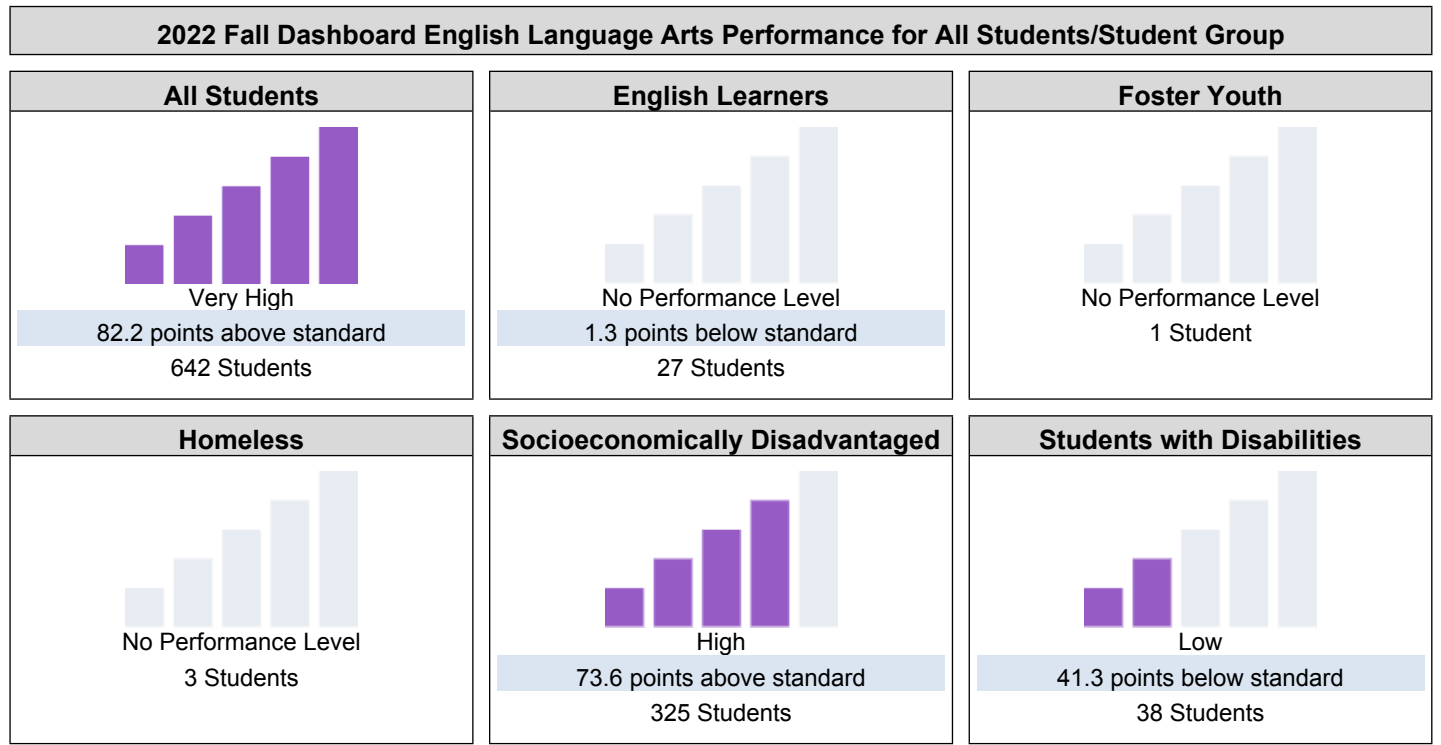 2022 Fall Dashboard English Language Arts Performance for All Students/Student Group
All Students
Very High
82.2 points above standard
642 Students
English Learners
No Performance Level
1.3 points below standard
27 Students
Foster Youth
No Performance Level
1 Student
Homeless
No Performance Level
3 Students
Socioeconomically Disadvantaged
High
73.6 points above standard
325 Students
Students with Disabilities
Low
41.3 points below standard
38 Students